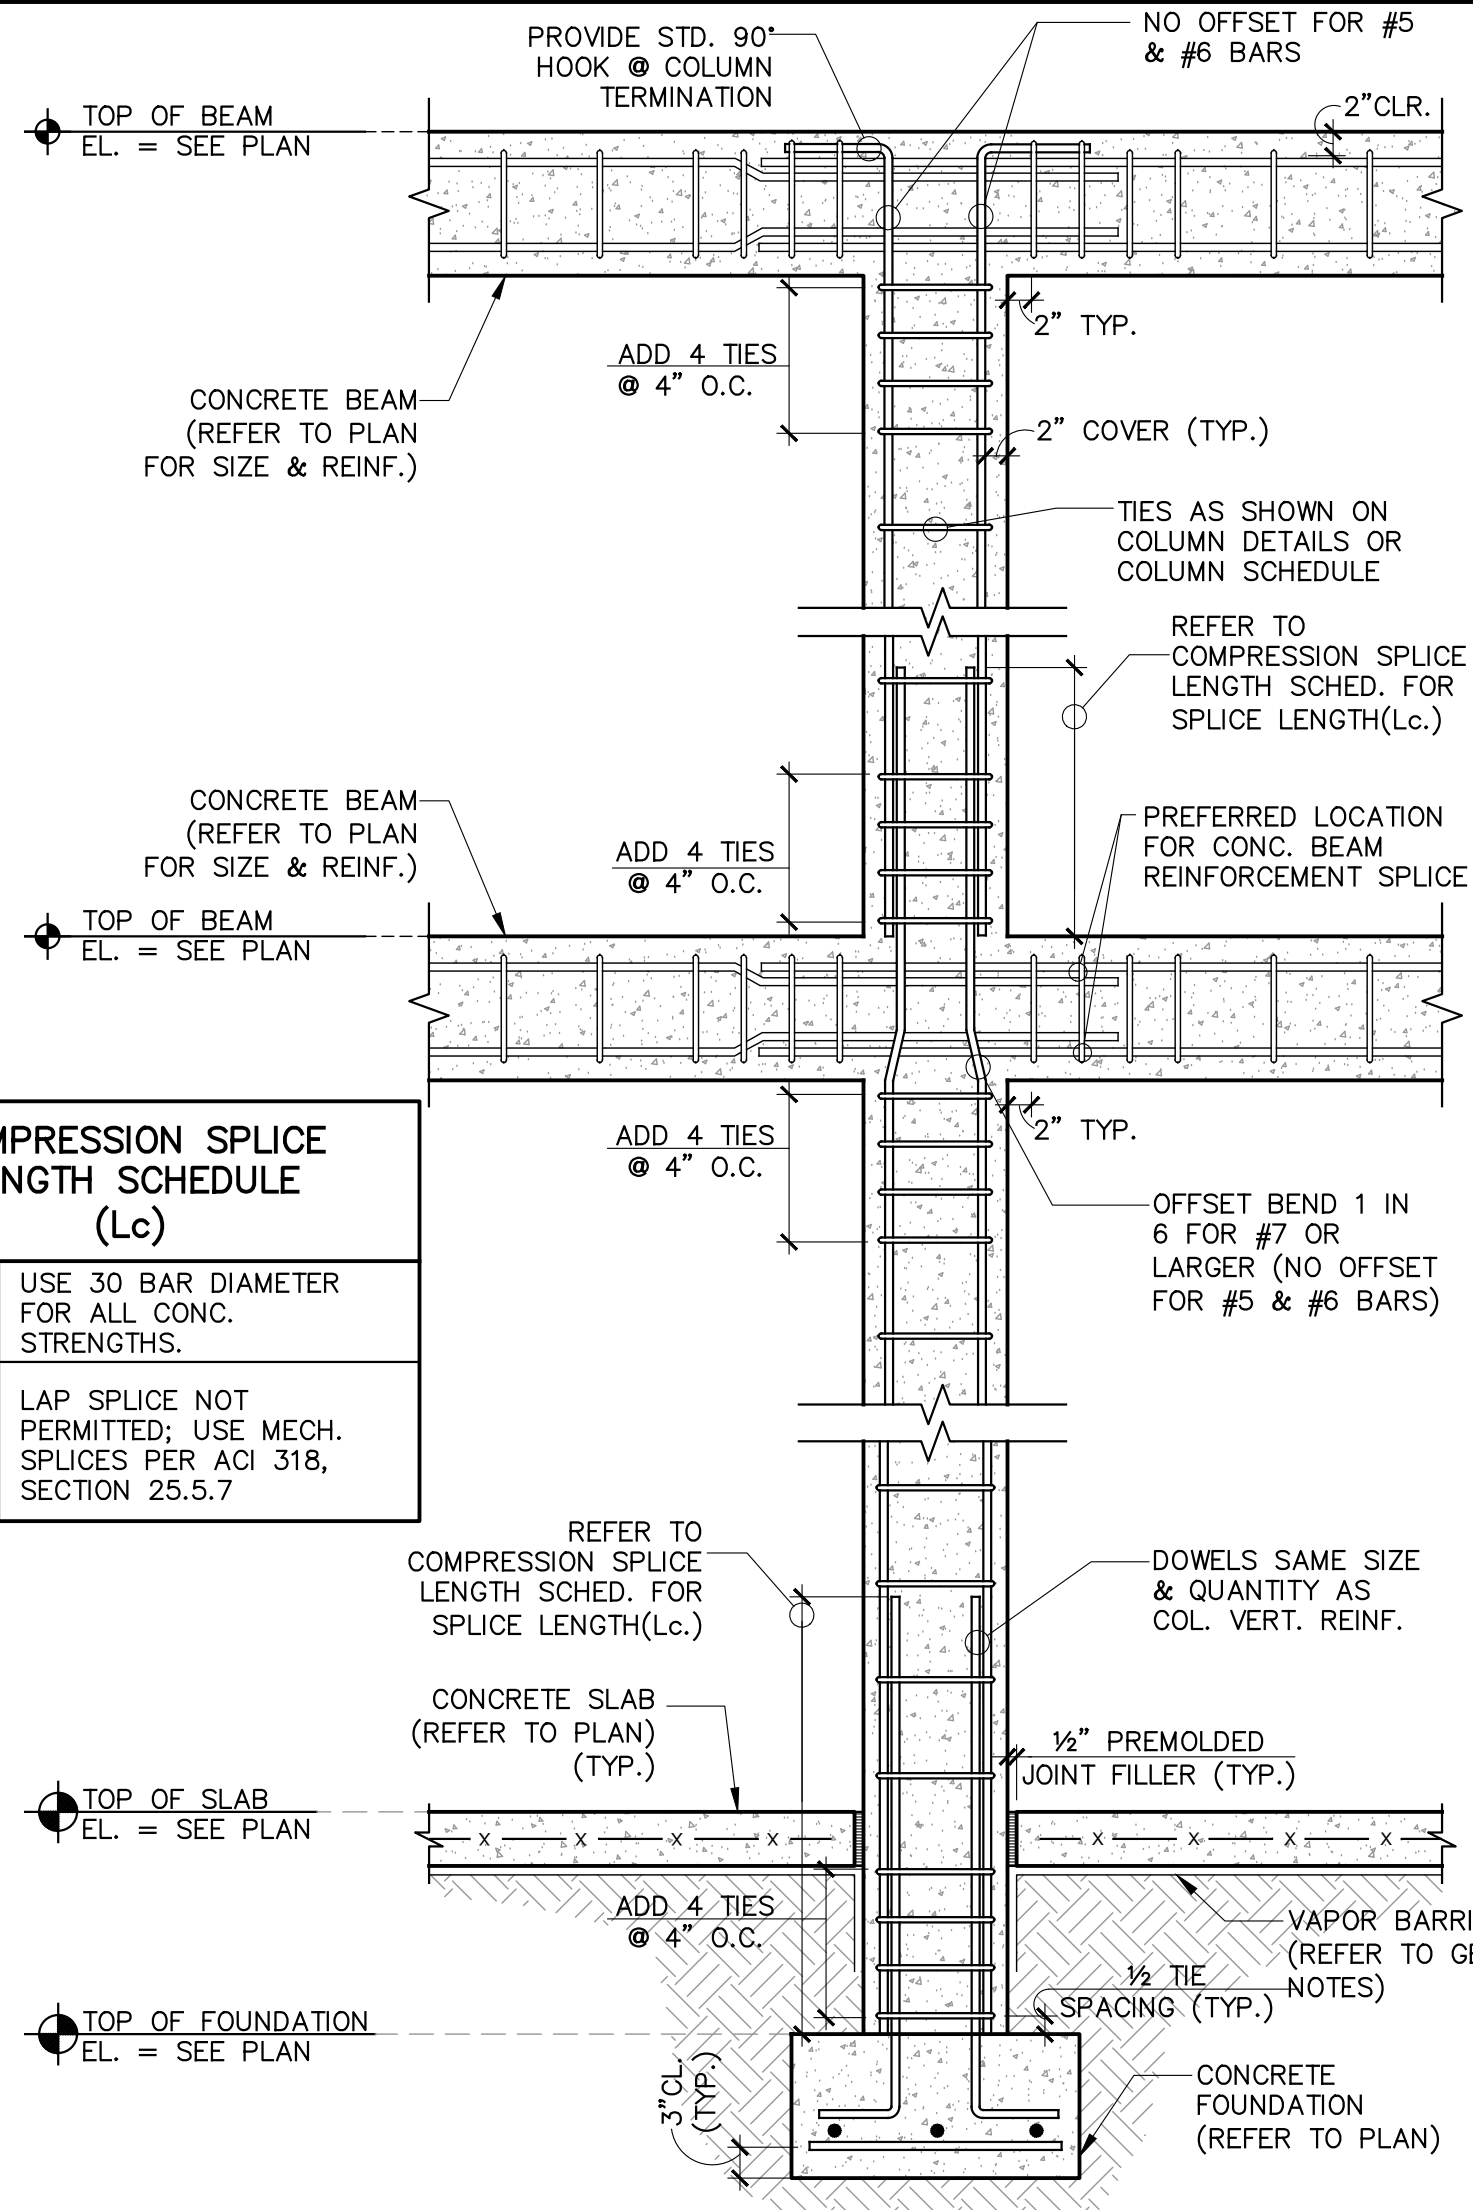 PROVIDE STD. 90°
HOOK @ COLUMN
TERMINATION
NO OFFSET FOR #5
& #6 BARS
2" CLR.
TOP OF BEAM
EL. = SEE PLAN
2" TYP.
ADD 4 TIES
@ 4" O.C.
CONCRETE BEAM
(REFER TO PLAN
FOR SIZE & REINF.)
2" COVER (TYP.)
TIES AS SHOWN ON
COLUMN DETAILS OR
COLUMN SCHEDULE
REFER TO
COMPRESSION SPLICE
LENGTH SCHED. FOR
SPLICE LENGTH(Lc.)
CONCRETE BEAM
(REFER TO PLAN
FOR SIZE & REINF.)
ADD 4 TIES
@ 4" O.C.
PREFERRED LOCATION
FOR CONC. BEAM
REINFORCEMENT SPLICE
TOP OF BEAM
EL. = SEE PLAN
ADD 4 TIES
@ 4" O.C.
2" TYP.
MPRESSION SPLICE
NGTH SCHEDULE
(Lc)
USE 30 BAR DIAMETER
FOR ALL CONC.
STRENGTHS.
LAP SPLICE NOT
PERMITTED; USE MECH.
SPLICES PER ACI 318,
SECTION 25.5.7
OFFSET BEND 1 IN
6 FOR #7 OR
LARGER (NO OFFSET
FOR #5 & #6 BARS)
REFER TO
COMPRESSION SPLICE
LENGTH SCHED. FOR
SPLICE LENGTH(Lc.)
DOWELS SAME SIZE
& QUANTITY AS
COL. VERT. REINF.
CONCRETE SLAB
(REFER TO PLAN)
(TYP.)
½" PREMOLDED
JOINT FILLER (TYP.)
TOP OF SLAB
EL. = SEE PLAN
X X X X X X X X
ADD 4 TIES
@ 4" O.C.
VAPOR BARRI
(REFER TO GE
NOTES)
½ TIE
SPACING (TYP.)
TOP OF FOUNDATION
EL. = SEE PLAN
3"CL.
(TYP.)
CONCRETE
FOUNDATION
(REFER TO PLAN)